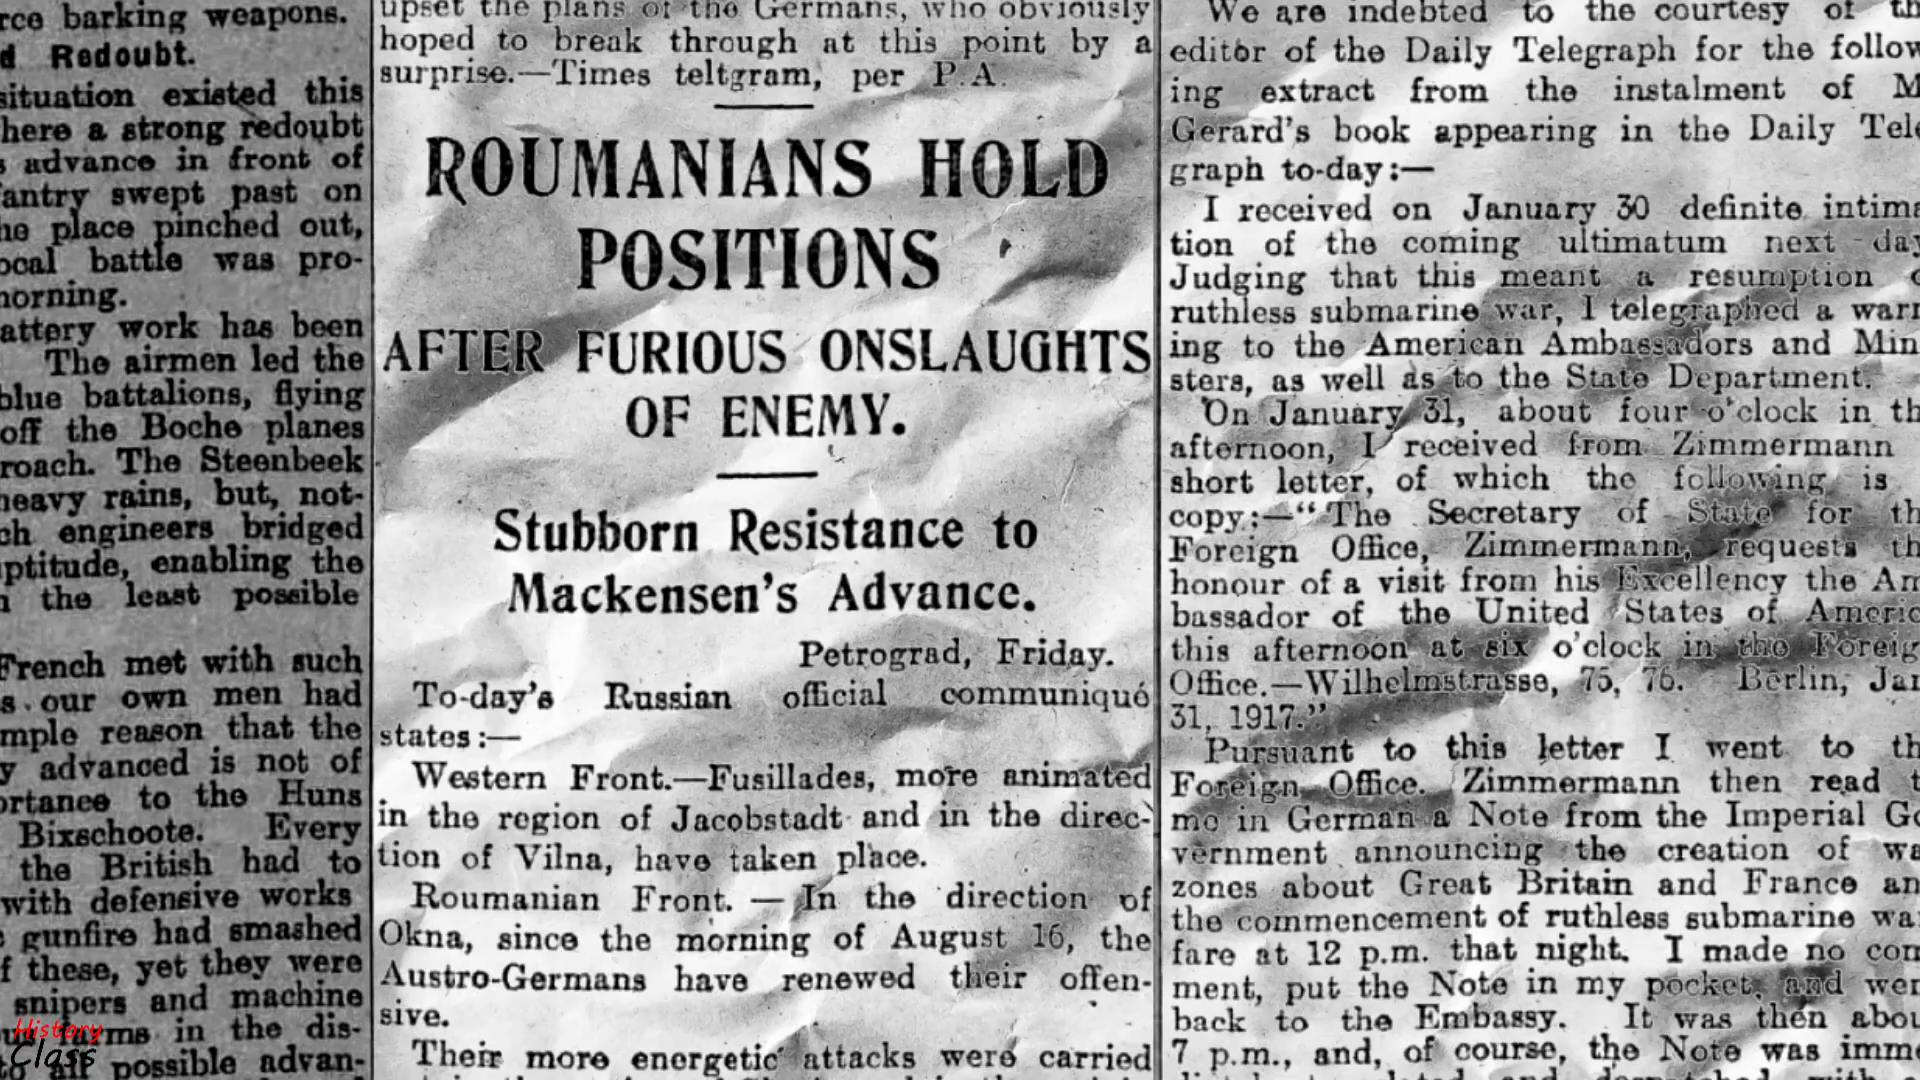 rce barking weapons.
d Redoubt.
situation existed this
here a strong redoubt
s advance in front of
antry swept past on
he place pinched out,
ocal battle was pro-
morning.
attery work has been
The airmen led the
blue battalions, flying
off the Boche planes
roach. The Steenbeek
heavy rains, but, not-
ch engineers bridged
ptitude, enabling the
the least possible
French met with such
s our own men had
mple reason that the
y advanced is not of
ortance to the Huns
Bixschoote. Every
the British had to
with defensive works
gunfire had smashed
f these, yet they were
snipers and machine
in the dis-
possible advan-
upset the plans of the Germans, who obviously
hoped to break through at this point by a
surprise.—Times teltgram, per P.A.
ROUMANIANS HOLD
POSITIONS
AFTER FURIOUS ONSLAUGHTS
OF ENEMY.
Stubborn Resistance to
Mackensen's Advance.
Petrograd, Friday.
To-day's Russian official communiqué
states:—
Western Front.—Fusillades, more animated
in the region of Jacobstadt and in the direc-
tion of Vilna, have taken place.
Roumanian Front. — In the direction of
Okna, since the morning of August 16, the
Austro-Germans have renewed their offen-
sive.
Their more energetic attacks were carried
We are indebted to the courtesy of th
editor of the Daily Telegraph for the follow
ing extract from the instalment of M
Gerard's book appearing in the Daily Tele
graph to-day:—
I received on January 30 definite intima
tion of the coming ultimatum next day
Judging that this meant a resumption o
ruthless submarine war, I telegraphed a warn
ing to the American Ambassadors and Min
sters, as well as to the State Department.
On January 31, about four o'clock in th
afternoon, I received from Zimmermann
short letter, of which the following is
copy:—"The Secretary of State for th
Foreign Office, Zimmermann, requests th
honour of a visit from his Excellency the Am
bassador of the United States of Americ
this afternoon at six o'clock in the Foreig
Office.—Wilhelmstrasse, 75, 76. Berlin, Jan
31, 1917."
Pursuant to this letter I went to th
Foreign Office. Zimmermann then read t
me in German a Note from the Imperial Go
vernment announcing the creation of wa
zones about Great Britain and France an
the commencement of ruthless submarine wa
fare at 12 p.m. that night. I made no com
ment, put the Note in my pocket, and wen
back to the Embassy. It was then abou
7 p.m., and, of course, the Note was imme
History
Class